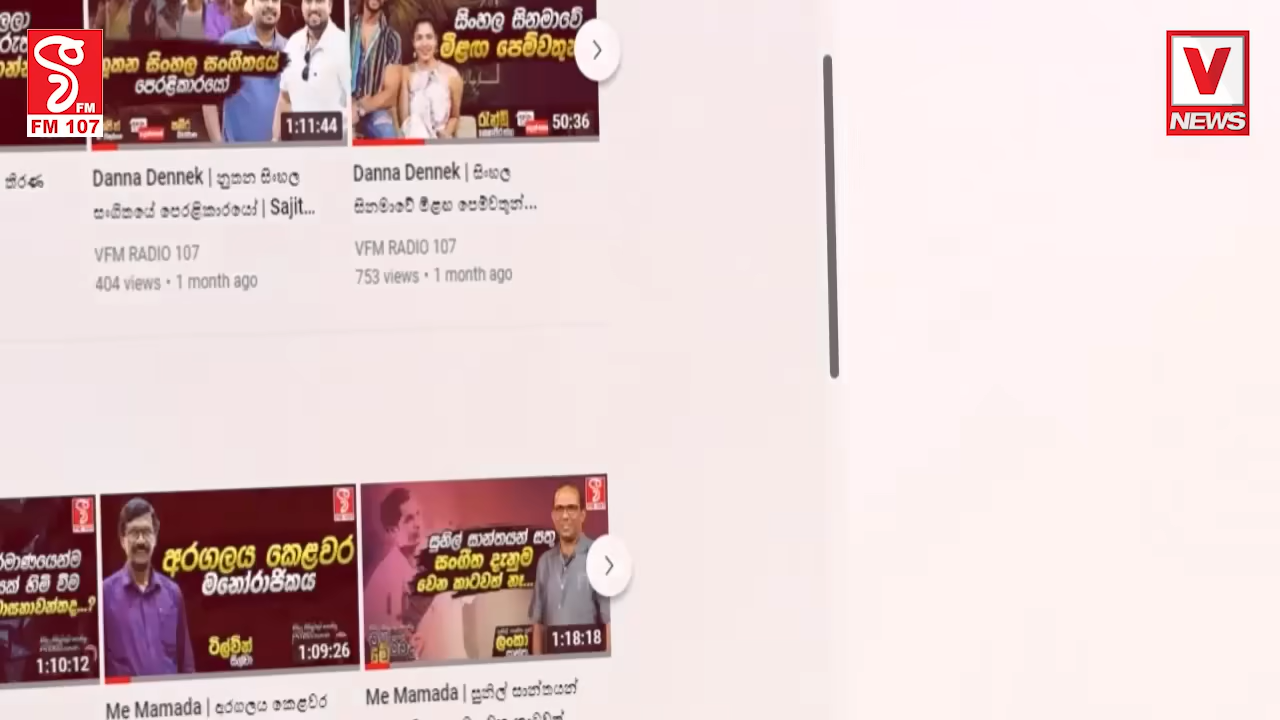 FM
FM 107
V
NEWS
නූතන සිංහල සංගීතයේ
පෙරළිකාරයෝ
1:11:44
සිංහල සිනමාවේ
මිළඟ පෙම්වතුන්
50:36
කිරණ
Danna Dennek | නූතන සිංහල
සංගීතයේ පෙරළිකාරයෝ | Sajit...
VFM RADIO 107
404 views • 1 month ago
Danna Dennek | සිංහල
සිනමාවේ මීළඟ පෙම්වතුන්...
VFM RADIO 107
753 views • 1 month ago
හිමි වීම
1:10:12
අරගලය කෙළවර
මනෝරාජිකය
ටිල්වින්
සිල්වා
1:09:26
සුනිල් සාන්තයන් සතු
සංගීත දැනුම
වෙන කාටවත් නෑ...
ලංකා
1:18:18
Me Mamada | අරගලය කෙළවර
Me Mamada | සුනිල් සාන්තයන්